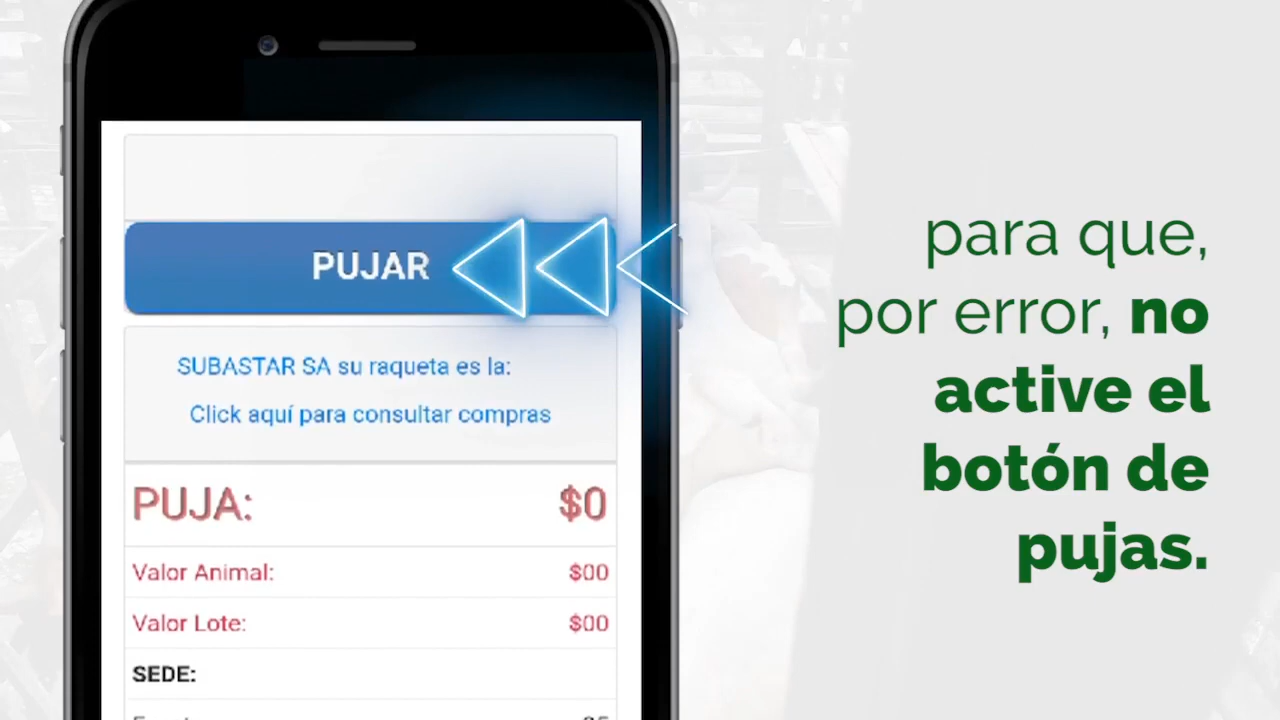 PUJAR
SUBASTAR SA su raqueta es la:
Click aquí para consultar compras
PUJA: $0
Valor Animal: $00
Valor Lote: $00
SEDE:
para que,
por error, no
active el
botón de
pujas.